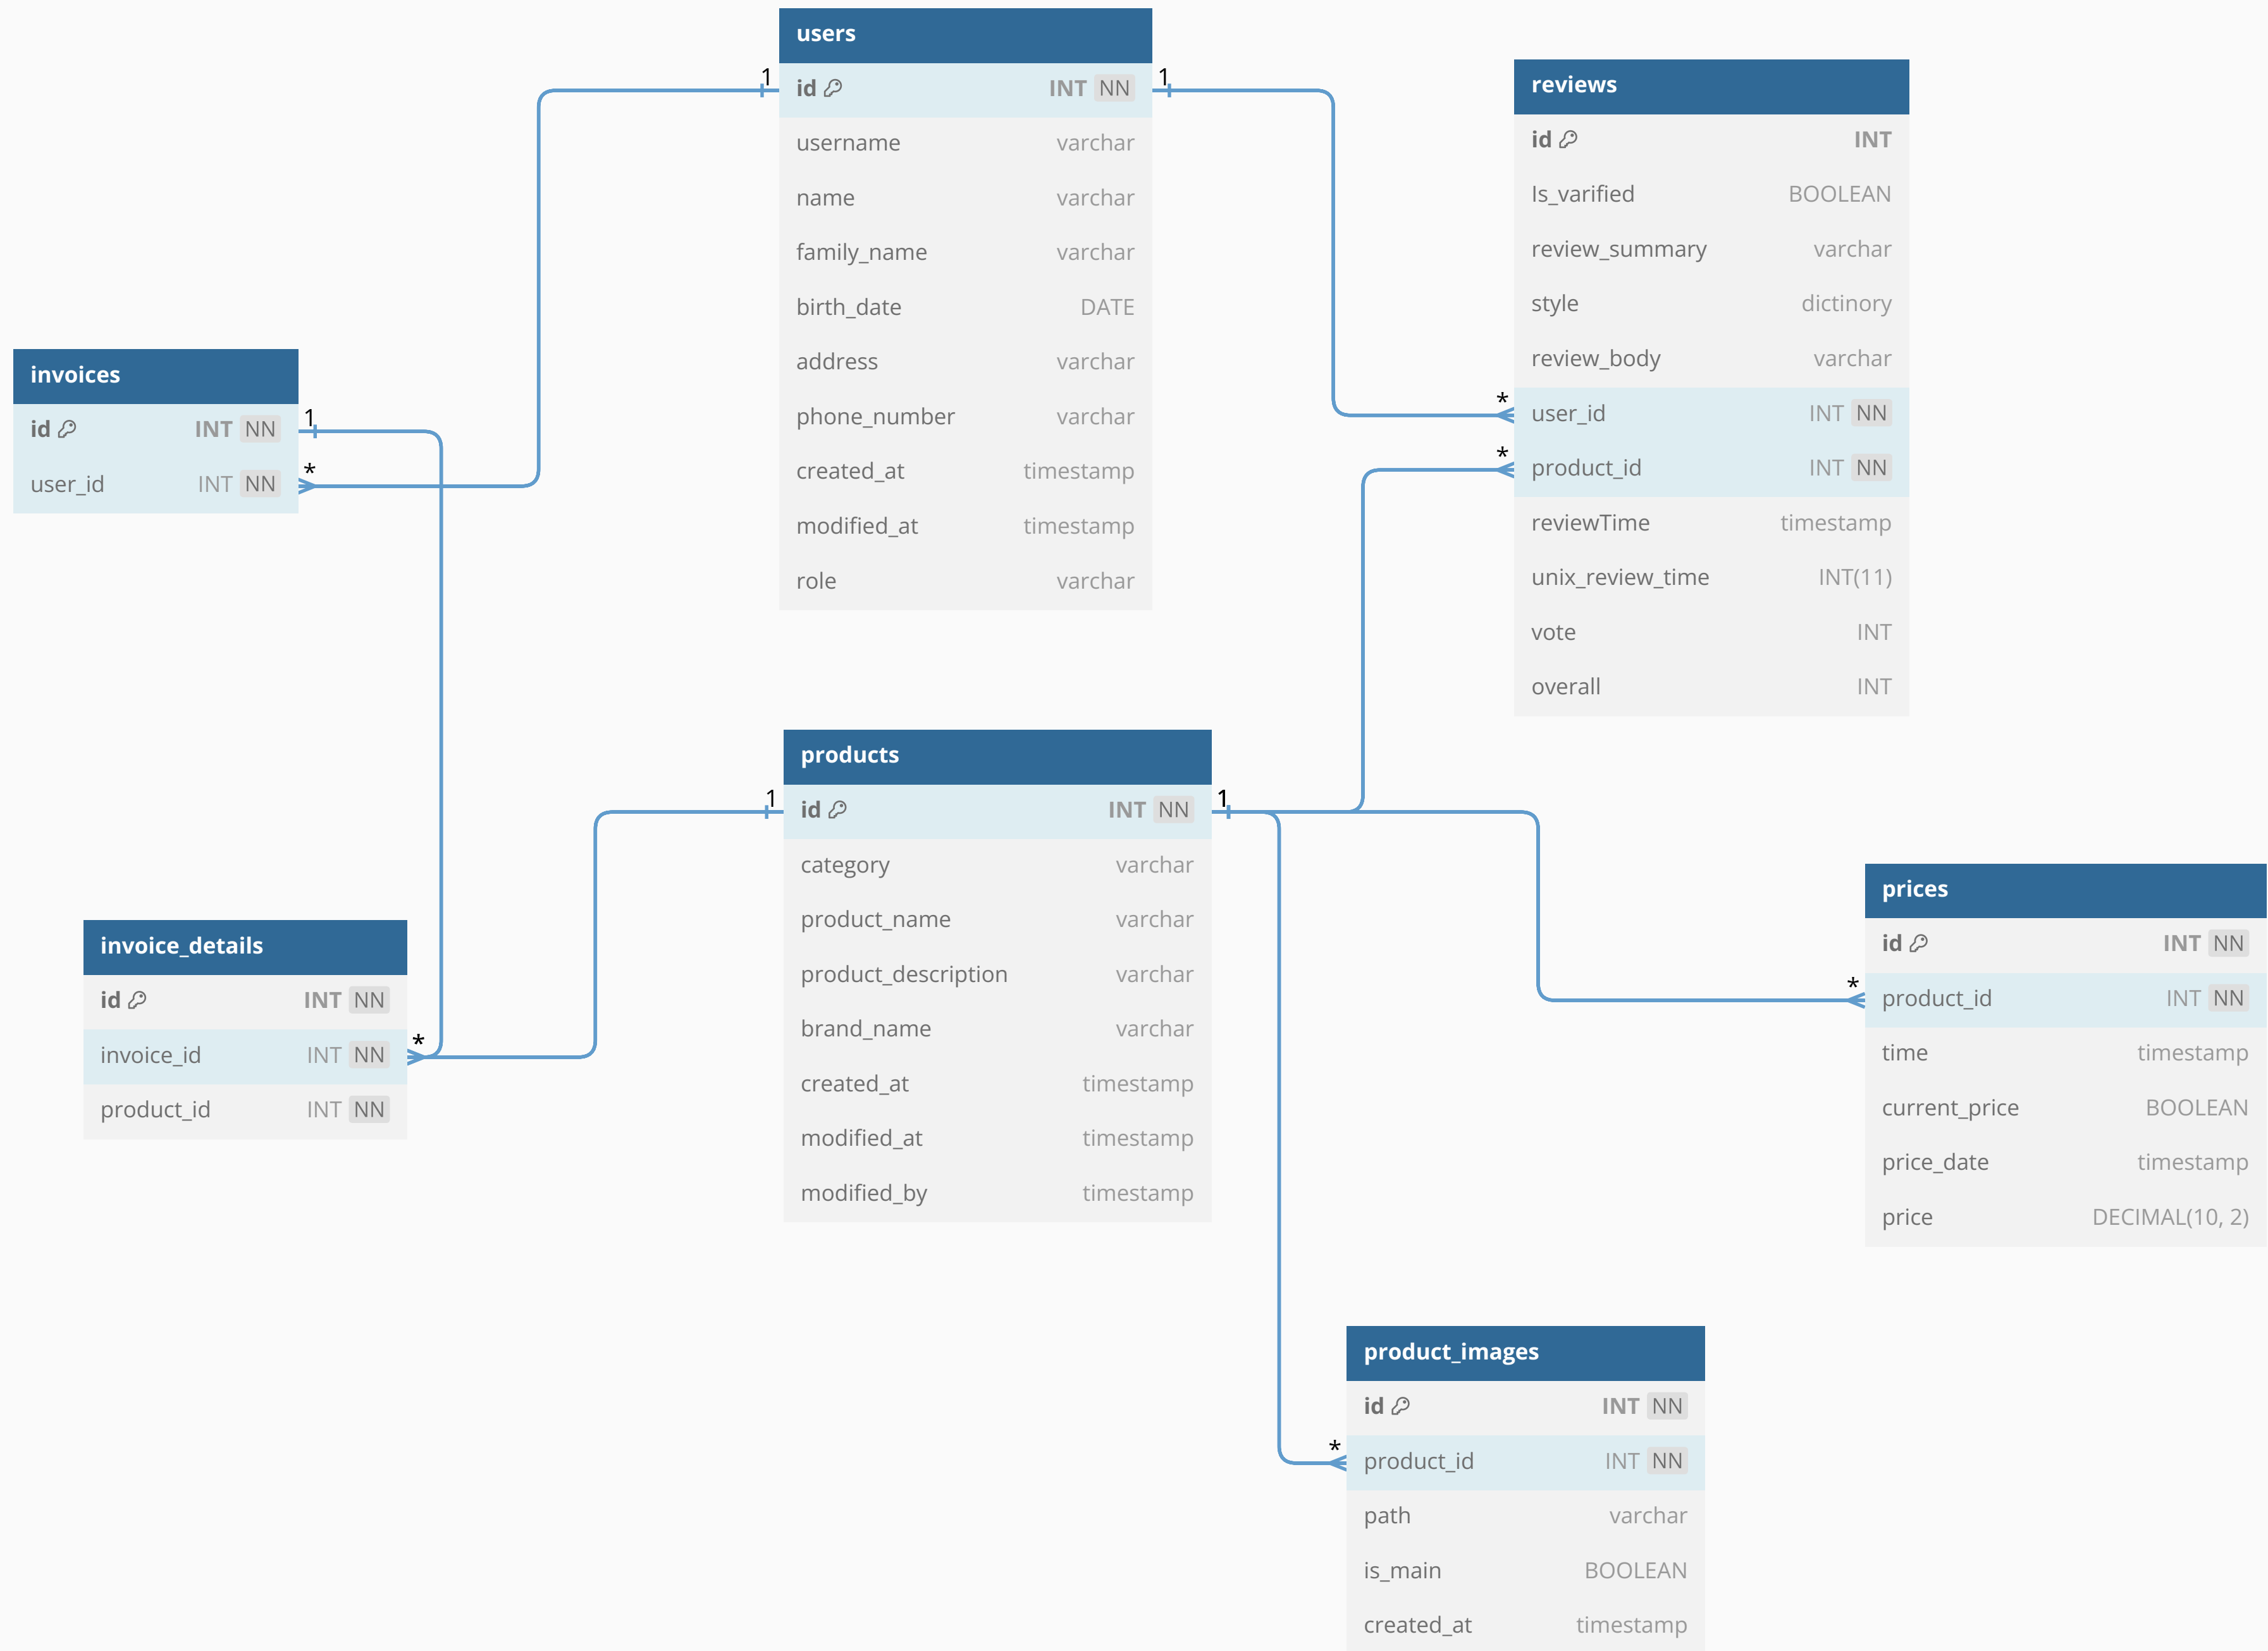 users
id INT NN
username varchar
name varchar
family_name varchar
birth_date DATE
address varchar
phone_number varchar
created_at timestamp
modified_at timestamp
role varchar
1
1
reviews
id INT
Is_varified BOOLEAN
review_summary varchar
style dictinory
review_body varchar
* user_id INT NN
* product_id INT NN
reviewTime timestamp
unix_review_time INT(11)
vote INT
overall INT
invoices
id INT NN 1
user_id INT NN *
products
1 id INT NN 1
category varchar
product_name varchar
product_description varchar
brand_name varchar
created_at timestamp
modified_at timestamp
modified_by timestamp
invoice_details
id INT NN
invoice_id INT NN *
product_id INT NN
prices
id INT NN
* product_id INT NN
time timestamp
current_price BOOLEAN
price_date timestamp
price DECIMAL(10, 2)
product_images
id INT NN
* product_id INT NN
path varchar
is_main BOOLEAN
created_at timestamp